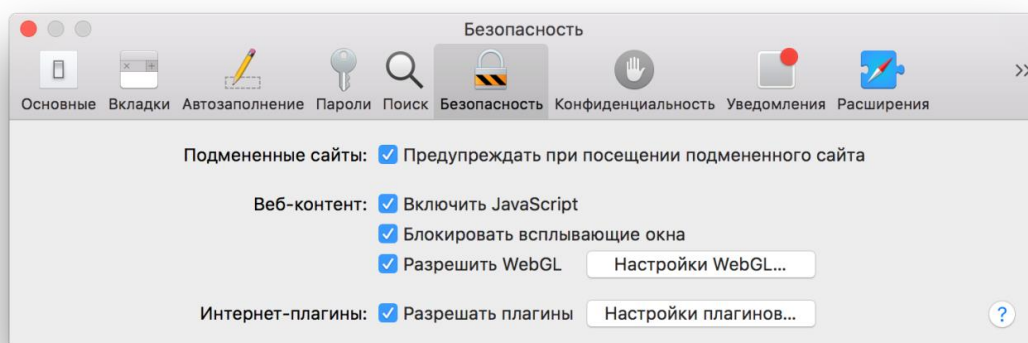 Безопасность
Основные Вкладки Автозаполнение Пароли Поиск Безопасность Конфиденциальность Уведомления Расширения »
Подмененные сайты: Предупреждать при посещении подмененного сайта
Веб-контент: Включить JavaScript
Блокировать всплывающие окна
Разрешить WebGL Настройки WebGL...
Интернет-плагины: Разрешать плагины Настройки плагинов... ?